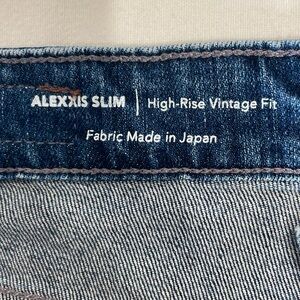 ALEXXIS SLIM | High-Rise Vintage Fit
Fabric Made in Japan